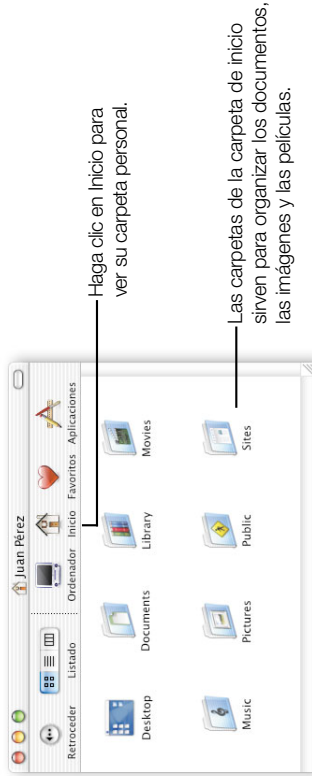 Juan Pérez
Retroceder Listado Ordenador Inicio Favoritos Aplicaciones
Desktop Documents Library Movies
Music Pictures Public Sites
Haga clic en Inicio para
ver su carpeta personal.
Las carpetas de la carpeta de inicio
sirven para organizar los documentos,
las imágenes y las películas.